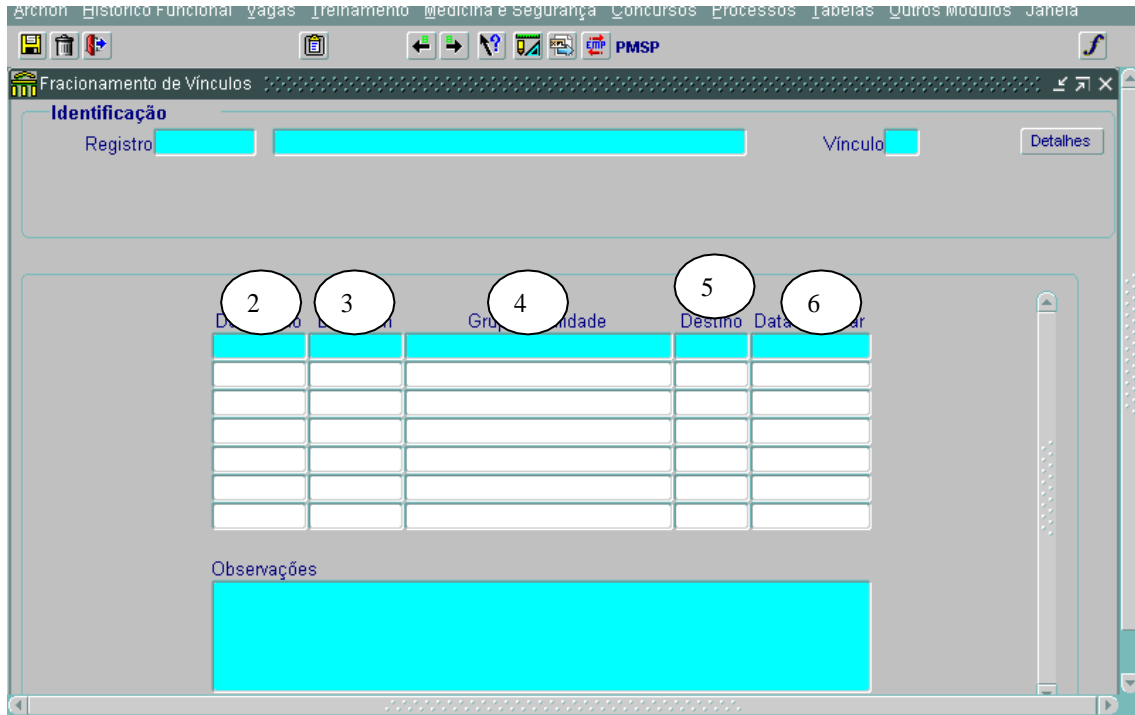 Archon Histórico Funcional Vagas Treinamento Medicina e Segurança Concursos Processos Tabelas Outros Módulos Janela
PMSP
Fracionamento de Vínculos
Identificação
Registro Vínculo Detalhes
2 3 4 5 6
Destino
Observações